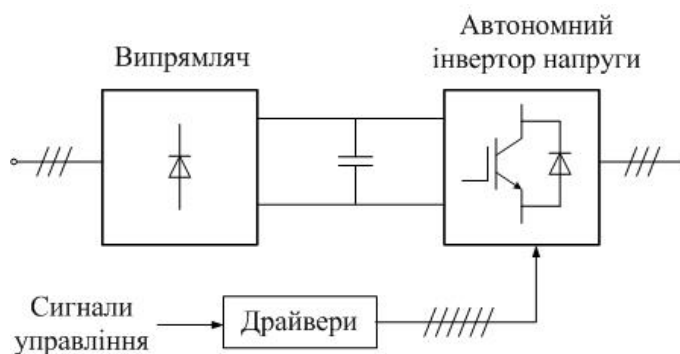 Випрямляч
Автономний
інвертор напруги
Сигнали
управління
Драйвери